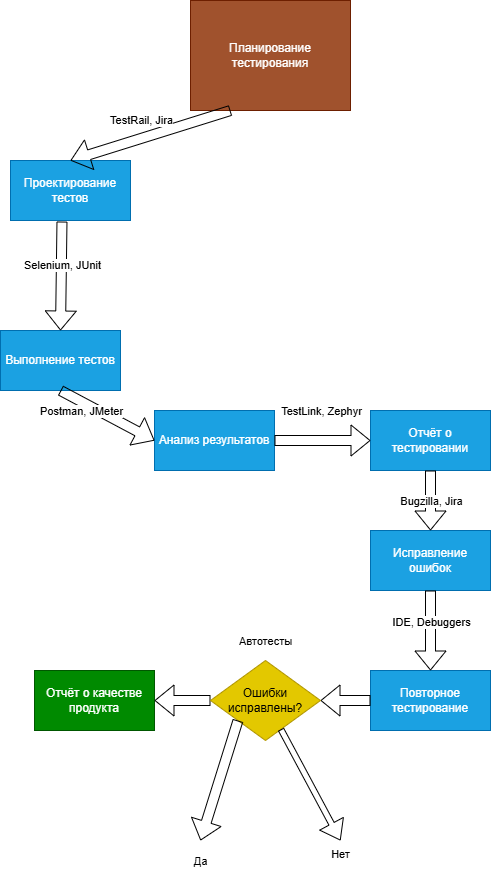 Планирование
тестирования
TestRail, Jira
Проектирование
тестов
Selenium, JUnit
Выполнение тестов
Postman, JMeter
Анализ результатов
TestLink, Zephyr
Отчёт о
тестировании
Bugzilla, Jira
Исправление
ошибок
IDE, Debuggers
Повторное
тестирование
Автотесты
Ошибки
исправлены?
Отчёт о качестве
продукта
Да
Нет